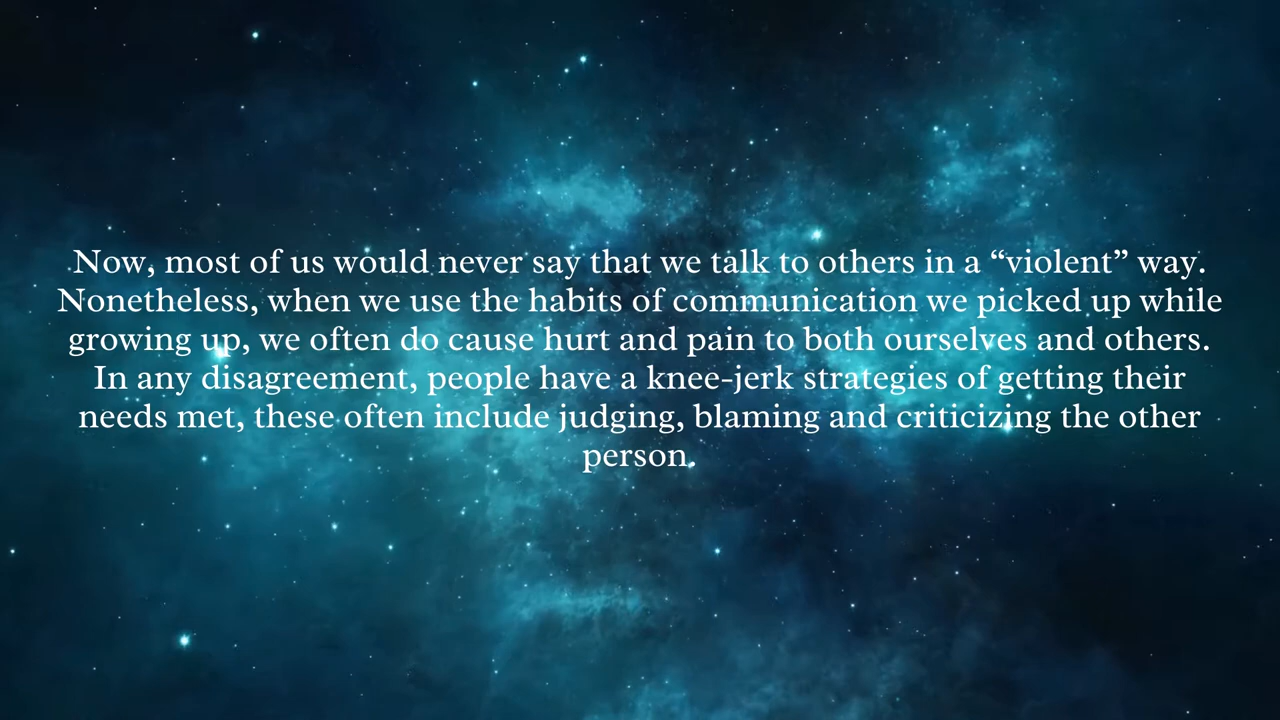 Now, most of us would never say that we talk to others in a “violent” way.
Nonetheless, when we use the habits of communication we picked up while
growing up, we often do cause hurt and pain to both ourselves and others.
In any disagreement, people have a knee-jerk strategies of getting their
needs met, these often include judging, blaming and criticizing the other
person.